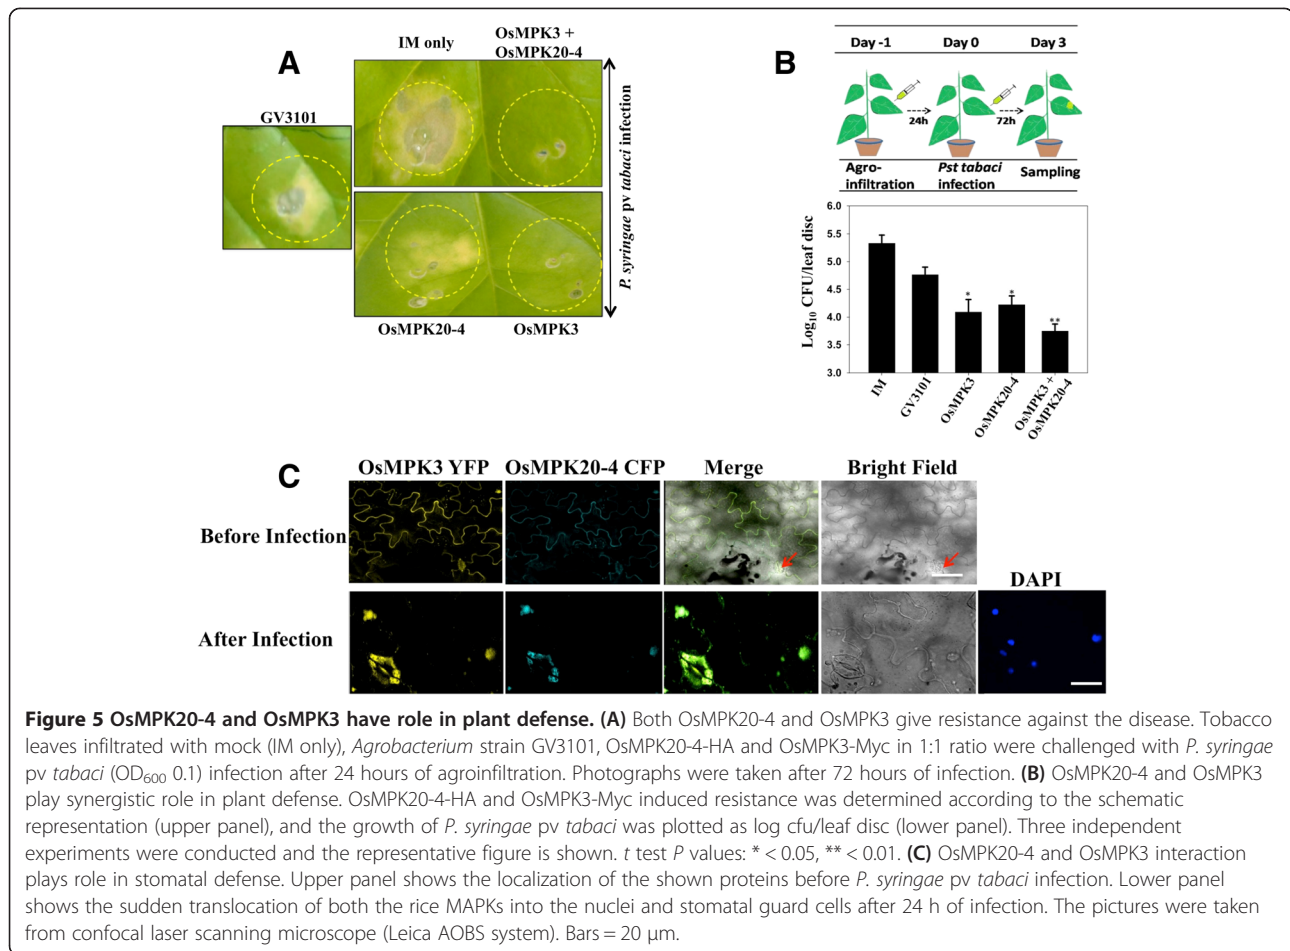 A
IM only
OsMPK3 +
OsMPK20-4
GV3101
P. syringae pv tabaci infection
OsMPK20-4
OsMPK3
B
Day -1
Day 0
Day 3
24h
72h
Agro-
infiltration
Pst tabaci
infection
Sampling
Log10 CFU/leaf disc
6.0
5.5
5.0
4.5
4.0
3.5
3.0
*
*
**
IM
GV3101
OsMPK3
OsMPK20-4
OsMPK3 +
OsMPK20-4
C
OsMPK3 YFP
OsMPK20-4 CFP
Merge
Bright Field
Before Infection
DAPI
After Infection
Figure 5 OsMPK20-4 and OsMPK3 have role in plant defense. (A) Both OsMPK20-4 and OsMPK3 give resistance against the disease. Tobacco
leaves infiltrated with mock (IM only), Agrobacterium strain GV3101, OsMPK20-4-HA and OsMPK3-Myc in 1:1 ratio were challenged with P. syringae
pv tabaci (OD600 0.1) infection after 24 hours of agroinfiltration. Photographs were taken after 72 hours of infection. (B) OsMPK20-4 and OsMPK3
play synergistic role in plant defense. OsMPK20-4-HA and OsMPK3-Myc induced resistance was determined according to the schematic
representation (upper panel), and the growth of P. syringae pv tabaci was plotted as log cfu/leaf disc (lower panel). Three independent
experiments were conducted and the representative figure is shown. t test P values: * < 0.05, ** < 0.01. (C) OsMPK20-4 and OsMPK3 interaction
plays role in stomatal defense. Upper panel shows the localization of the shown proteins before P. syringae pv tabaci infection. Lower panel
shows the sudden translocation of both the rice MAPKs into the nuclei and stomatal guard cells after 24 h of infection. The pictures were taken
from confocal laser scanning microscope (Leica AOBS system). Bars = 20 μm.